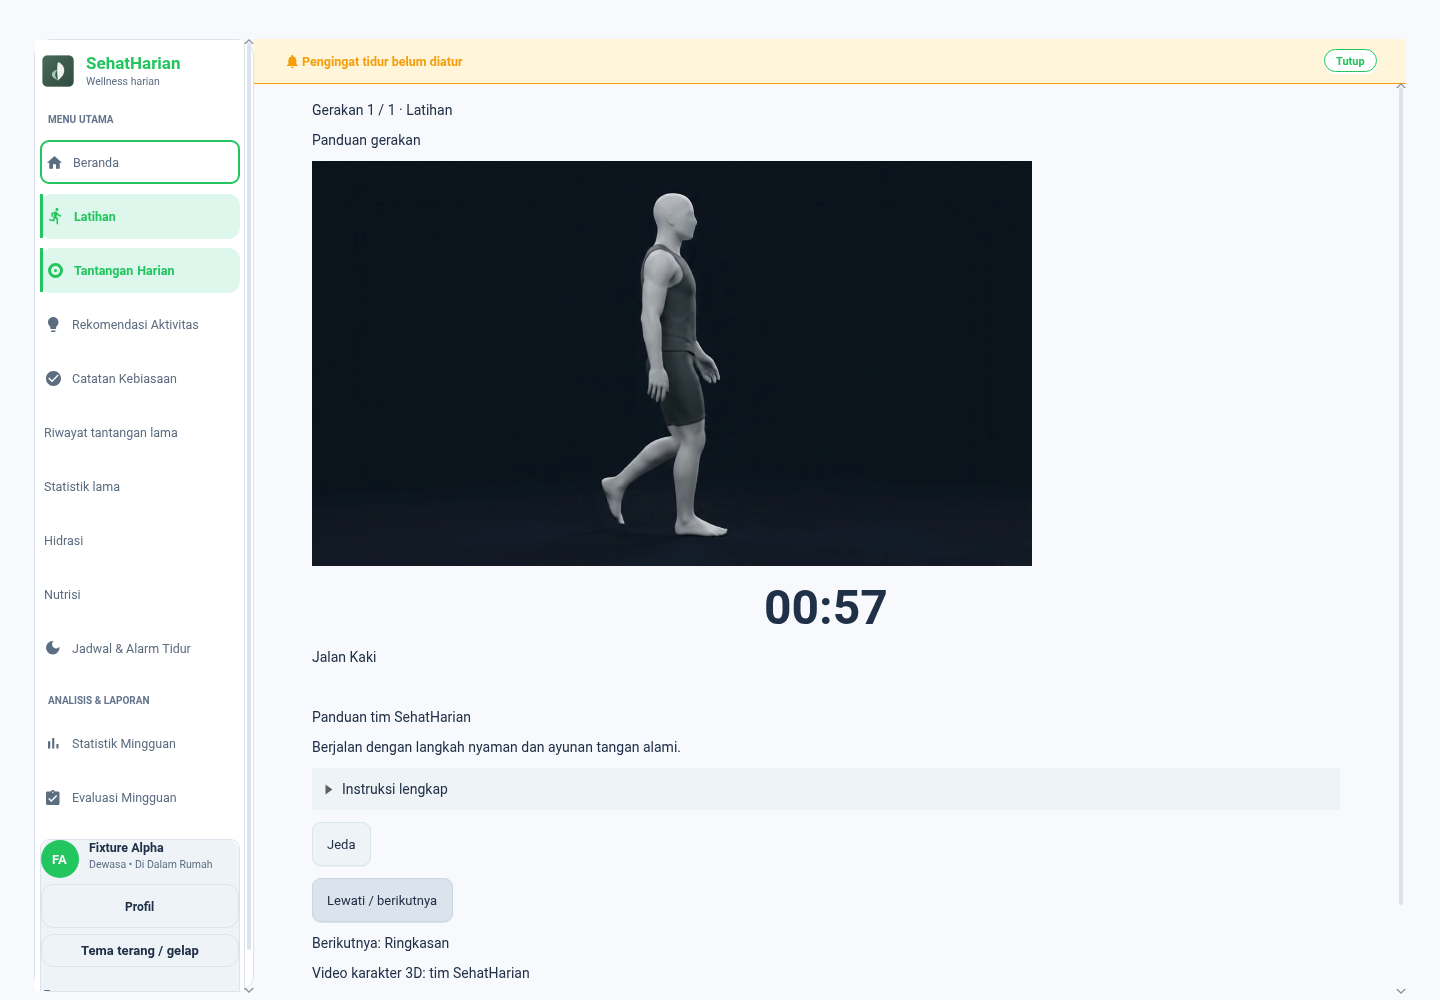 SehatHarian
Wellness harian
MENU UTAMA
Beranda
Latihan
Tantangan Harian
Rekomendasi Aktivitas
Catatan Kebiasaan
Riwayat tantangan lama
Statistik lama
Hidrasi
Nutrisi
Jadwal & Alarm Tidur
ANALISIS & LAPORAN
Statistik Mingguan
Evaluasi Mingguan
FA
Fixture Alpha
Dewasa • Di Dalam Rumah
Profil
Tema terang / gelap
Pengingat tidur belum diatur
Tutup
Gerakan 1 / 1 · Latihan
Panduan gerakan
00:57
Jalan Kaki
Panduan tim SehatHarian
Berjalan dengan langkah nyaman dan ayunan tangan alami.
Instruksi lengkap
Jeda
Lewati / berikutnya
Berikutnya: Ringkasan
Video karakter 3D: tim SehatHarian